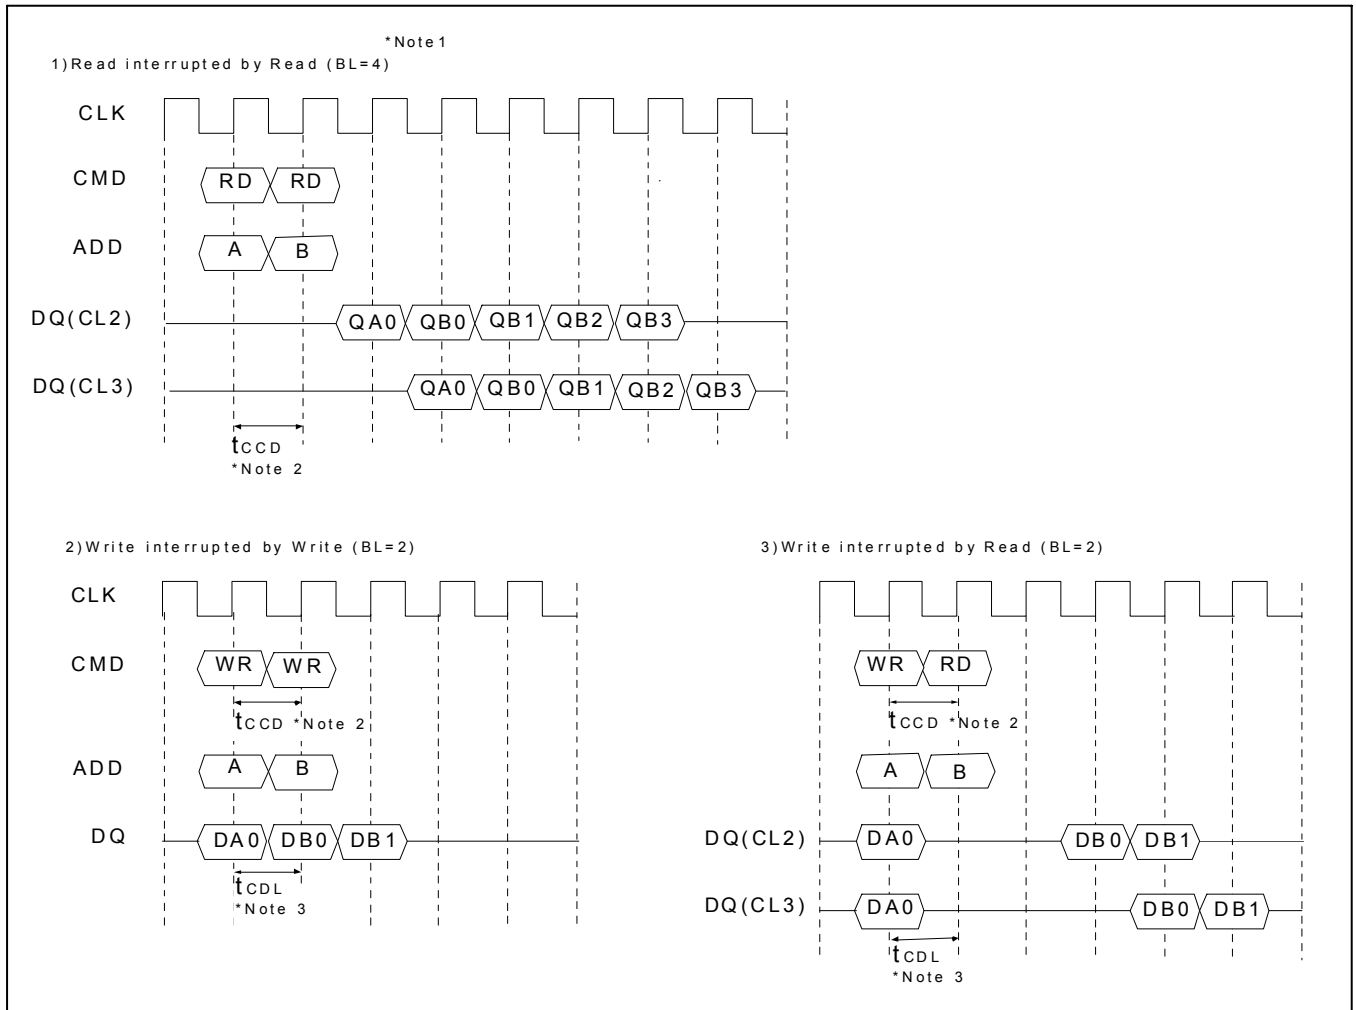 *Note1
1)Read interrupted by Read (BL=4)
CLK
CMD RD RD
ADD A B
DQ(CL2) QA0 QB0 QB1 QB2 QB3
DQ(CL3) QA0 QB0 QB1 QB2 QB3
tCCD
*Note 2
2)Write interrupted by Write (BL=2)
CLK
CMD WR WR
tCCD *Note 2
ADD A B
DQ DA0 DB0 DB1
tCDL
*Note 3
3)Write interrupted by Read (BL=2)
WR RD
tCCD *Note 2
A B
DQ(CL2) DA0 DB0 DB1
DQ(CL3) DA0 DB0 DB1
tCDL
*Note 3